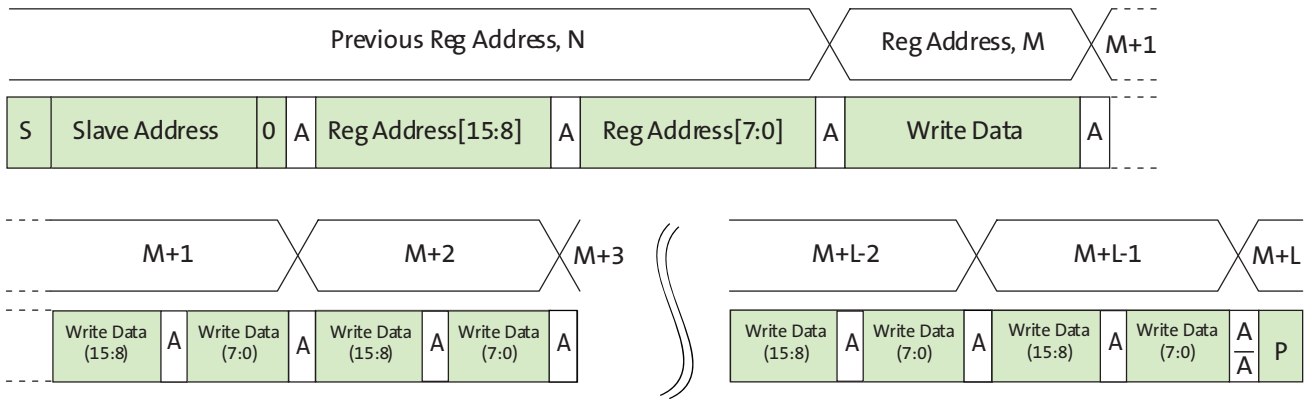 Previous Reg Address, N Reg Address, M M+1
S Slave Address 0 A Reg Address[15:8] A Reg Address[7:0] A Write Data A
M+1 M+2 M+3 M+L-2 M+L-1 M+L
Write Data A Write Data A Write Data A Write Data A Write Data A Write Data A Write Data A Write Data A P
(15:8) (7:0) (15:8) (7:0) (15:8) (7:0) (15:8) (7:0) A̅